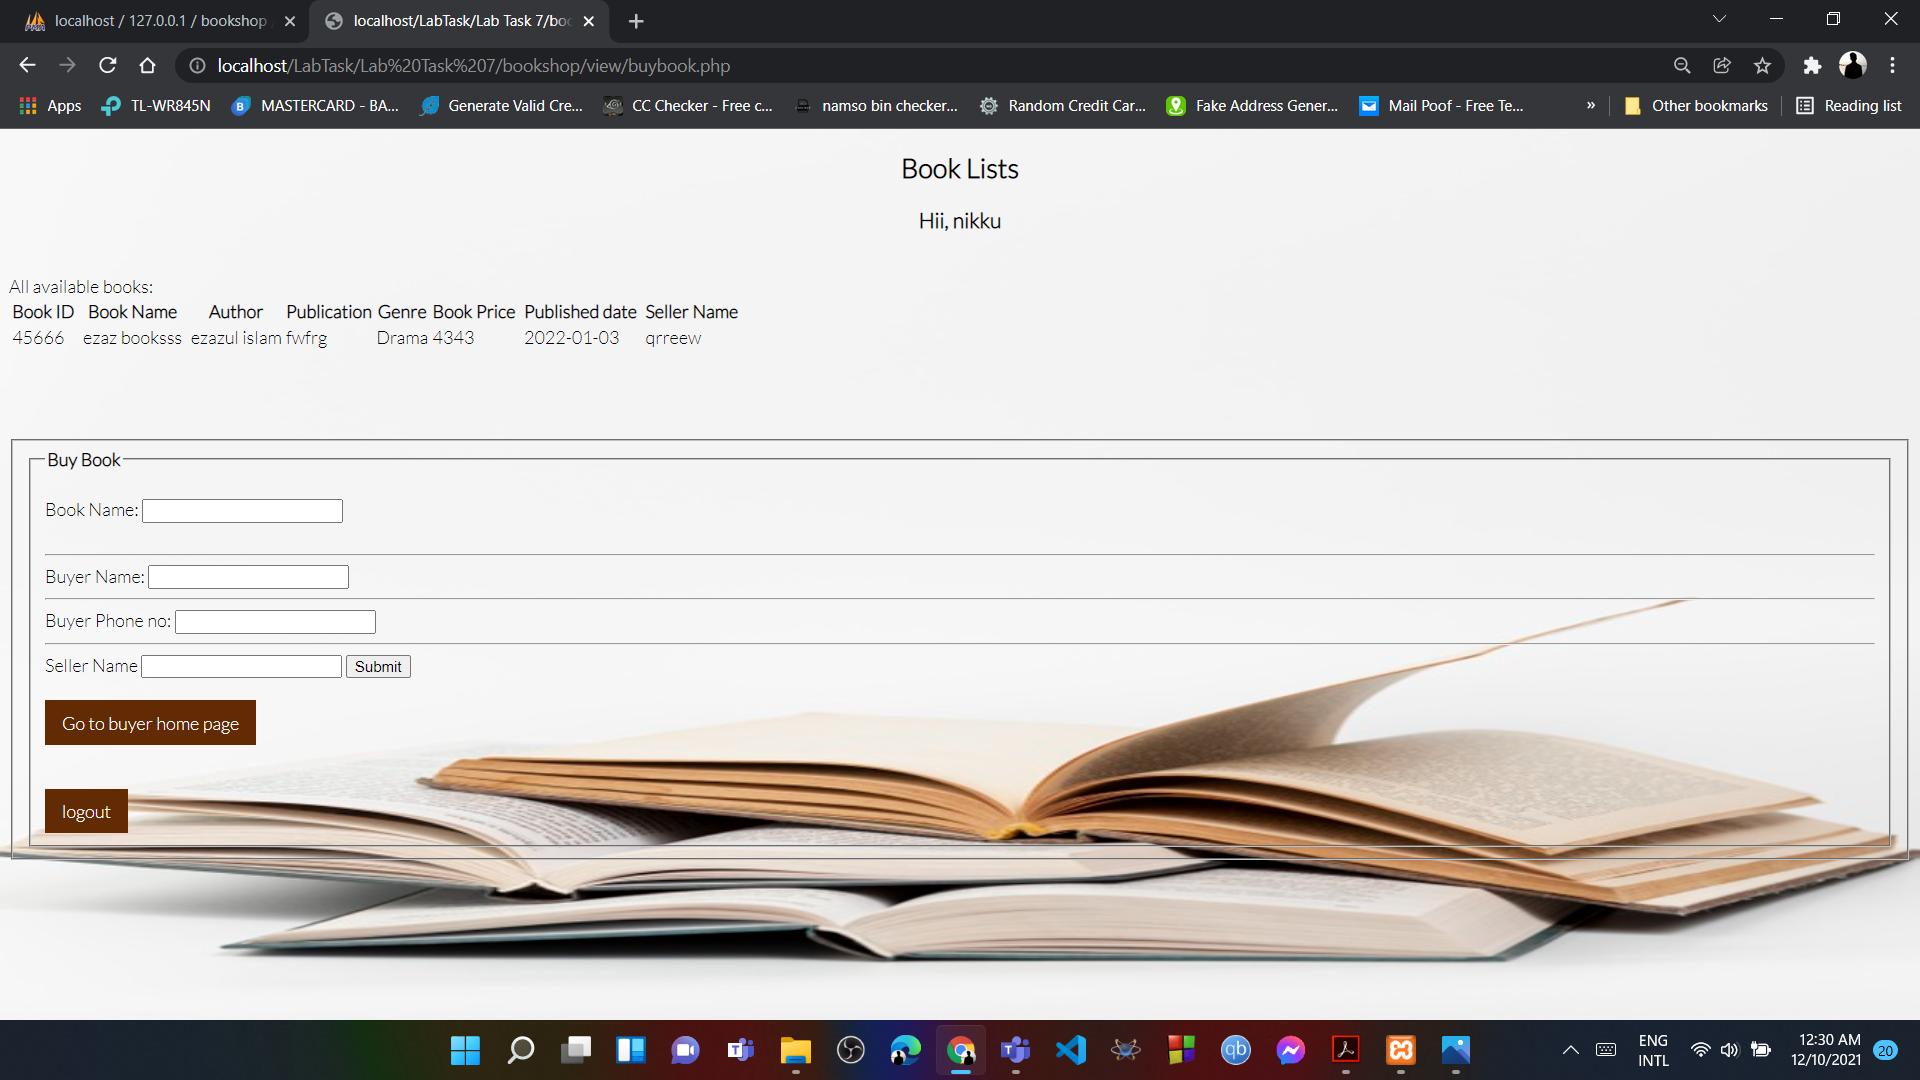 localhost / 127.0.0.1 / bookshop
localhost/LabTask/Lab Task 7/boo
localhost/LabTask/Lab%20Task%207/bookshop/view/buybook.php
Apps TL-WR845N MASTERCARD - BA... Generate Valid Cre... CC Checker - Free c... namso bin checker... Random Credit Car... Fake Address Gener... Mail Poof - Free Te... » Other bookmarks Reading list
Book Lists
Hii, nikku
All available books:
Book ID Book Name Author Publication Genre Book Price Published date Seller Name
45666 ezaz booksss ezazul islam fwfrg Drama 4343 2022-01-03 qrreew
Buy Book
Book Name:
Buyer Name:
Buyer Phone no:
Seller Name Submit
Go to buyer home page
logout
ENG 12:30 AM
INTL 12/10/2021 20